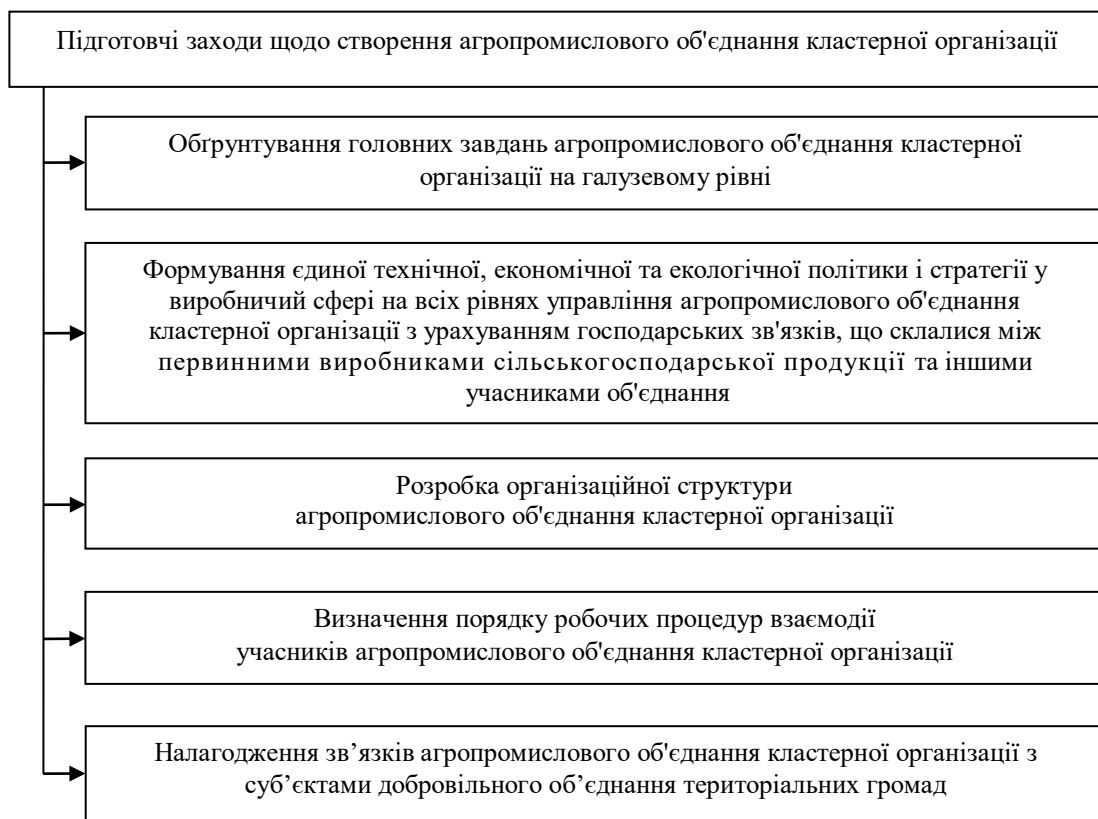 Підготовчі заходи щодо створення агропромислового об'єднання кластерної організації
Обґрунтування головних завдань агропромислового об'єднання кластерної
організації на галузевому рівні
Формування єдиної технічної, економічної та екологічної політики і стратегії у
виробничий сфері на всіх рівнях управління агропромислового об'єднання
кластерної організації з урахуванням господарських зв'язків, що склалися між
первинними виробниками сільськогосподарської продукції та іншими
учасниками об'єднання
Розробка організаційної структури
агропромислового об'єднання кластерної організації
Визначення порядку робочих процедур взаємодії
учасників агропромислового об'єднання кластерної організації
Налагодження зв’язків агропромислового об'єднання кластерної організації з
суб’єктами добровільного об’єднання територіальних громад